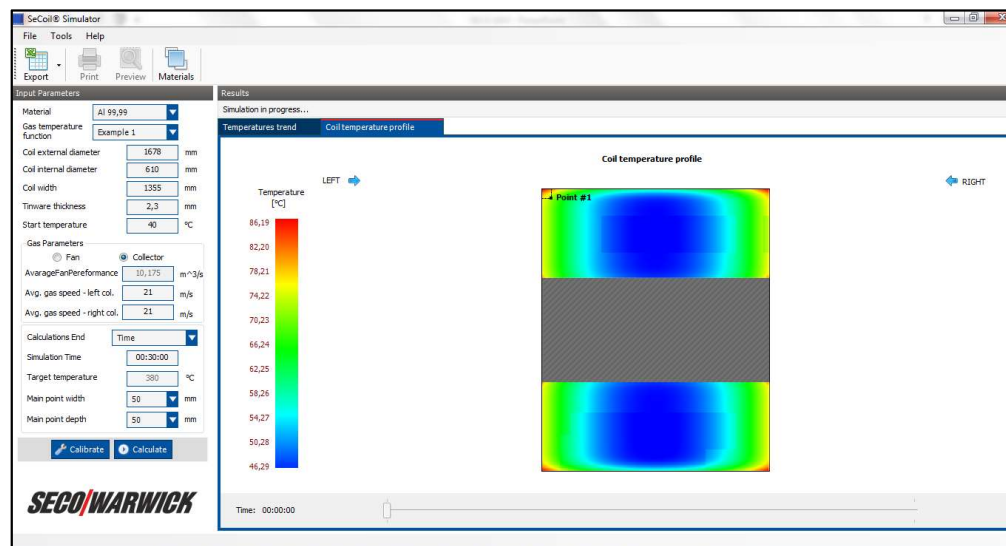 SeCoil® Simulator
File Tools Help
Export Print Preview Materials
Input Parameters
Results
Simulation in progress...
Temperatures trend Coil temperature profile
Material Al 99,99
Gas temperature function Example 1
Coil external diameter 1678 mm
Coil internal diameter 610 mm
Coil width 1355 mm
Tinware thickness 2,3 mm
Start temperature 40 ºC
Gas Parameters
Fan Collector
AvarageFanPereformance 10,175 m^3/s
Avg. gas speed - left col. 21 m/s
Avg. gas speed - right col. 21 m/s
Calculations End Time
Simulation Time 00:30:00
Target temperature 380 ºC
Main point width 50 mm
Main point depth 50 mm
Calibrate Calculate
SECO/WARWICK
Coil temperature profile
LEFT
RIGHT
Temperature
[ºC]
Point #1
86,19
82,20
78,21
74,22
70,23
66,24
62,25
58,26
54,27
50,28
46,29
Time: 00:00:00